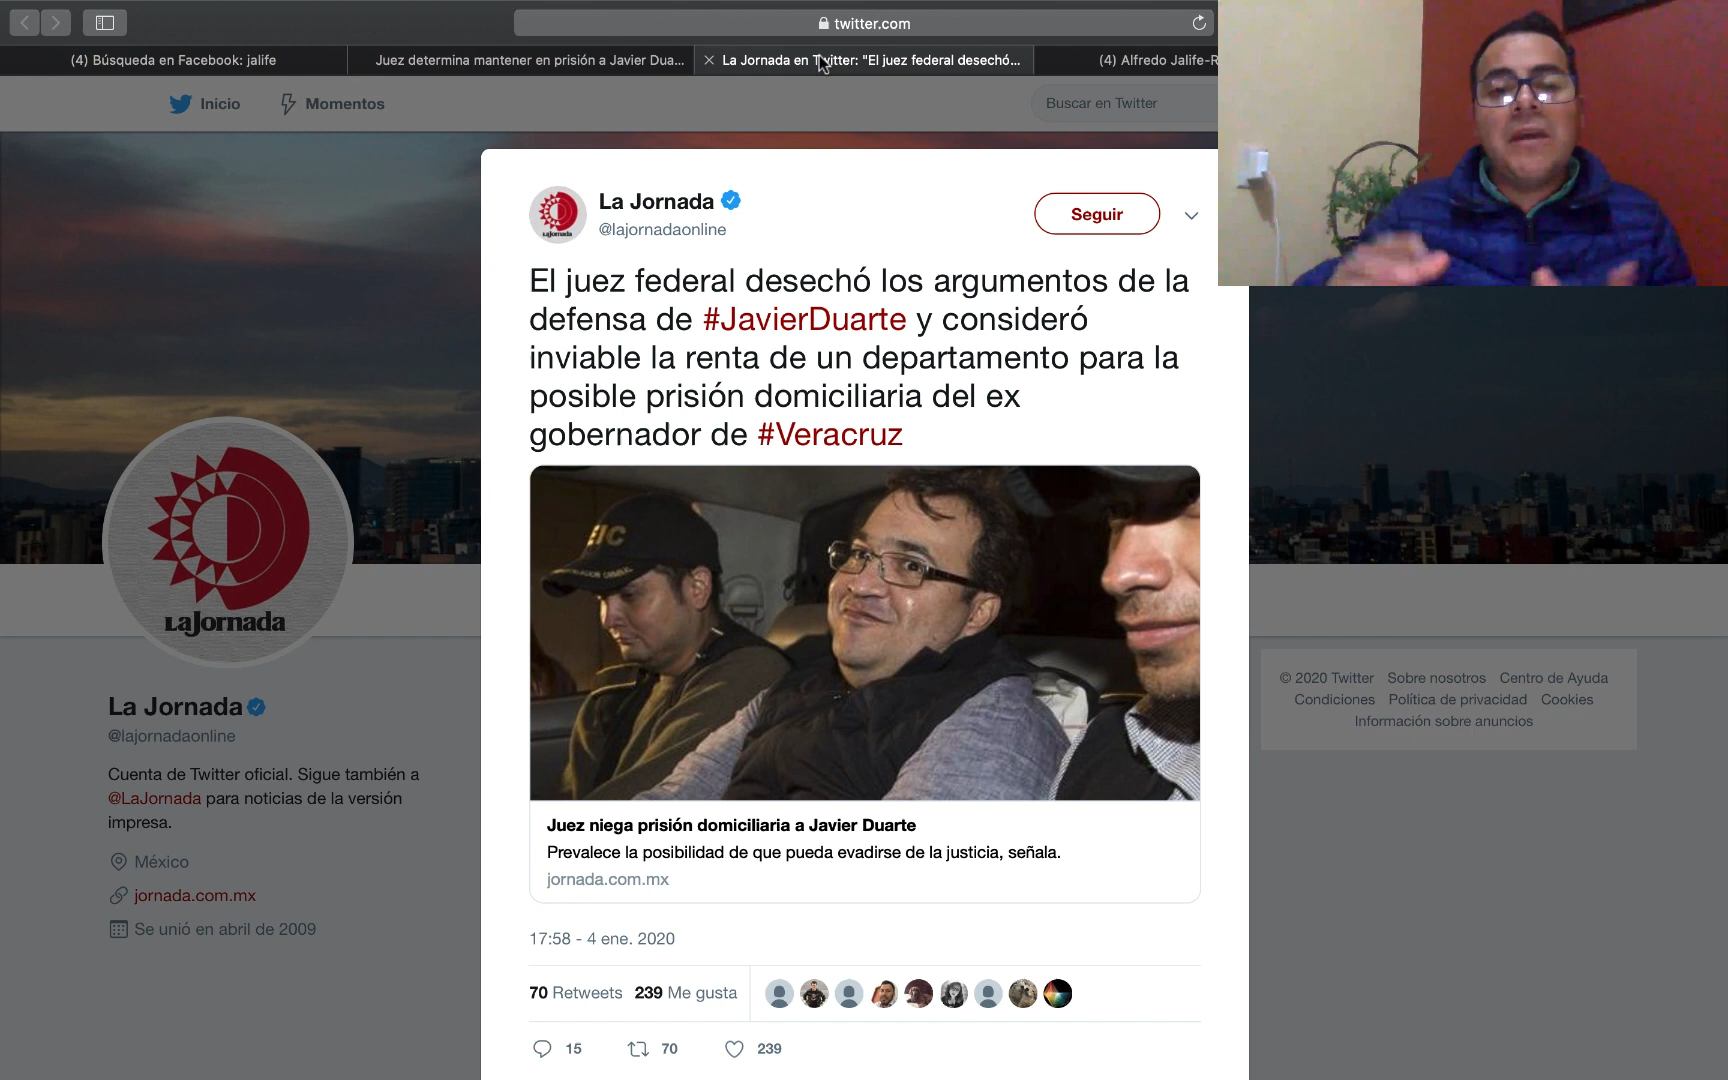 twitter.com
(4) Búsqueda en Facebook: jalife
Juez determina mantener en prisión a Javier Dua...
La Jornada en Twitter: "El juez federal desechó...
(4) Alfredo Jalife-R
Inicio
Momentos
Buscar en Twitter
La Jornada
@lajornadaonline
Seguir
El juez federal desechó los argumentos de la
defensa de #JavierDuarte y consideró
inviable la renta de un departamento para la
posible prisión domiciliaria del ex
gobernador de #Veracruz
EIC
Juez niega prisión domiciliaria a Javier Duarte
Prevalece la posibilidad de que pueda evadirse de la justicia, señala.
jornada.com.mx
17:58 - 4 ene. 2020
70 Retweets 239 Me gusta
15 70 239
LaJornada
LaJornada
La Jornada
@lajornadaonline
Cuenta de Twitter oficial. Sigue también a
@LaJornada para noticias de la versión
impresa.
México
jornada.com.mx
Se unió en abril de 2009
© 2020 Twitter Sobre nosotros Centro de Ayuda
Condiciones Política de privacidad Cookies
Información sobre anuncios